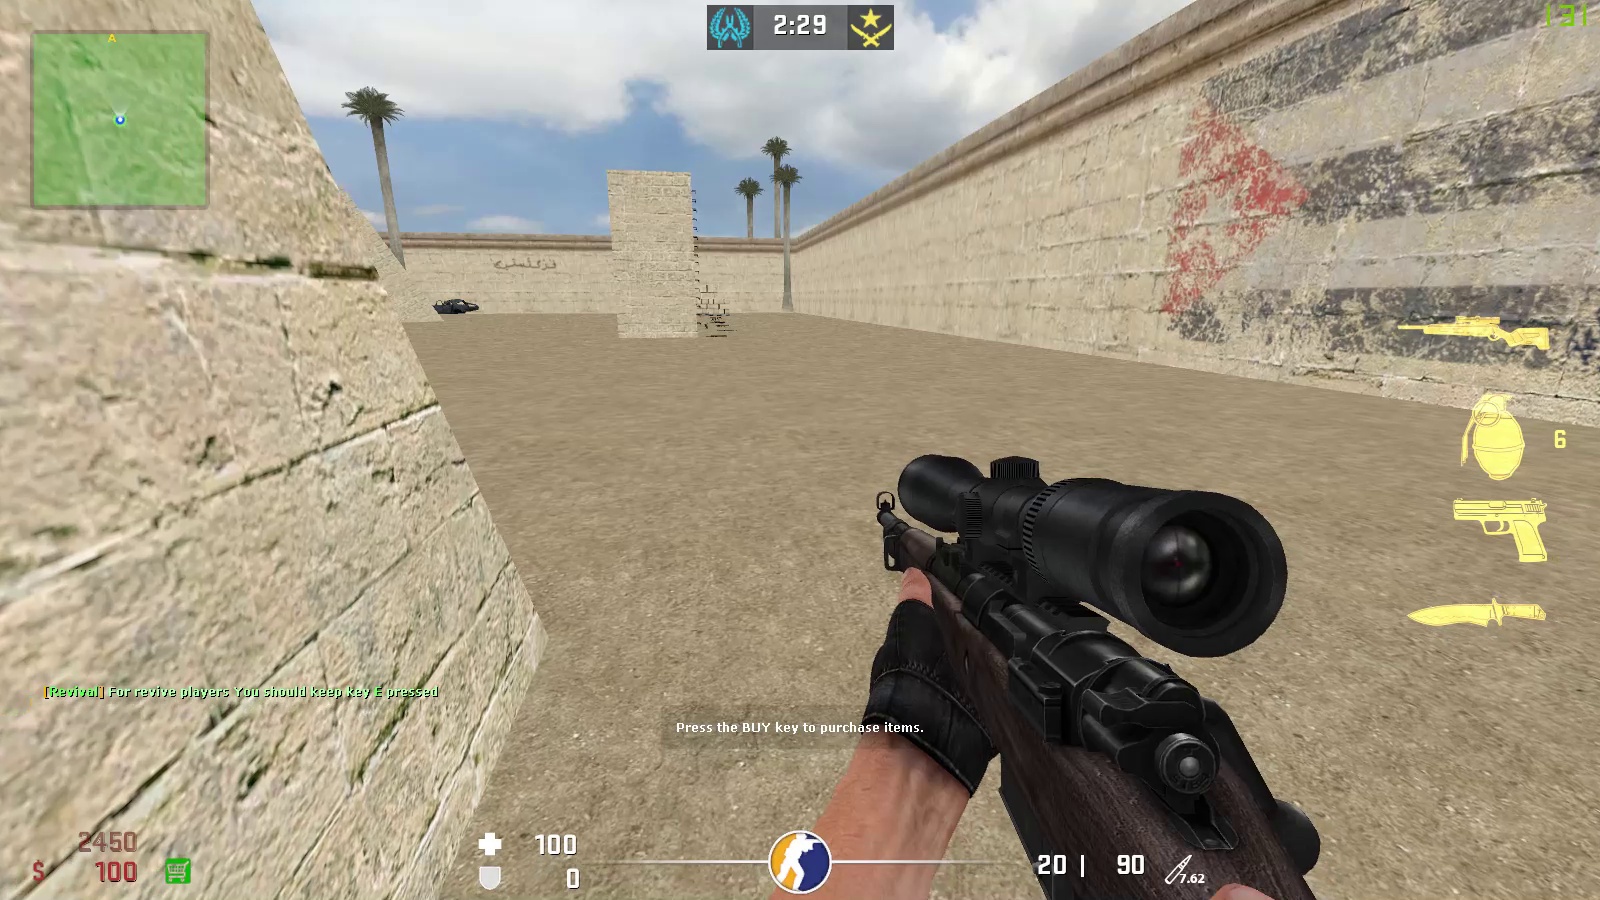 A
2:29
131
6
[Revival] For revive players You should keep key E pressed
Press the BUY key to purchase items.
2450
$ 100
100
0
20 | 90
7.62